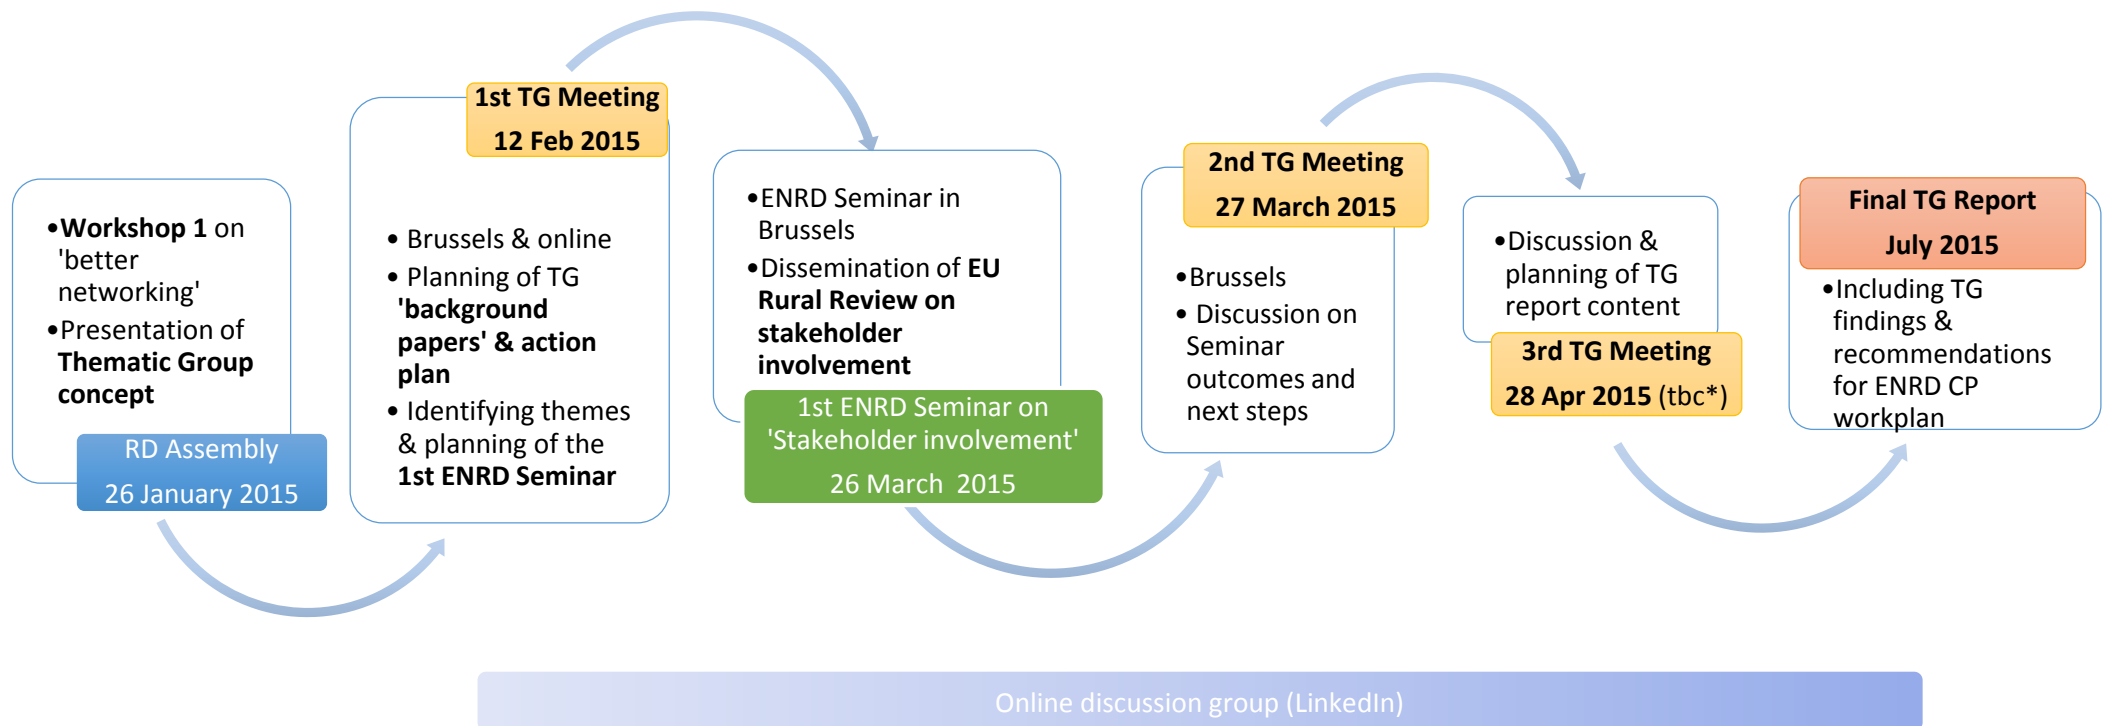 •Workshop 1 on
'better
networking'
•Presentation of
Thematic Group
concept
RD Assembly
26 January 2015
1st TG Meeting
12 Feb 2015
• Brussels & online
• Planning of TG
'background
papers' & action
plan
• Identifying themes
& planning of the
1st ENRD Seminar
•ENRD Seminar in
Brussels
•Dissemination of EU
Rural Review on
stakeholder
involvement
1st ENRD Seminar on
'Stakeholder involvement'
26 March 2015
2nd TG Meeting
27 March 2015
•Brussels
• Discussion on
Seminar
outcomes and
next steps
•Discussion &
planning of TG
report content
3rd TG Meeting
28 Apr 2015 (tbc*)
Final TG Report
July 2015
•Including TG
findings &
recommendations
for ENRD CP
workplan
Online discussion group (LinkedIn)